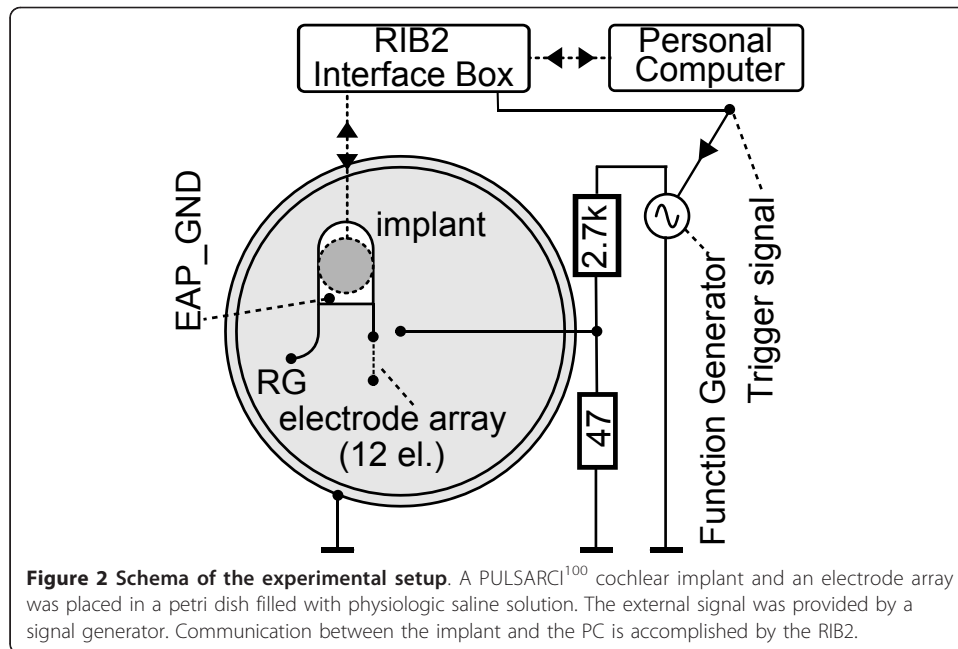 RIB2
Interface Box
Personal
Computer
EAP_GND
implant
2.7k
Function Generator
Trigger signal
RG
electrode array
(12 el.)
47
Figure 2 Schema of the experimental setup. A PULSARCI100 cochlear implant and an electrode array
was placed in a petri dish filled with physiologic saline solution. The external signal was provided by a
signal generator. Communication between the implant and the PC is accomplished by the RIB2.